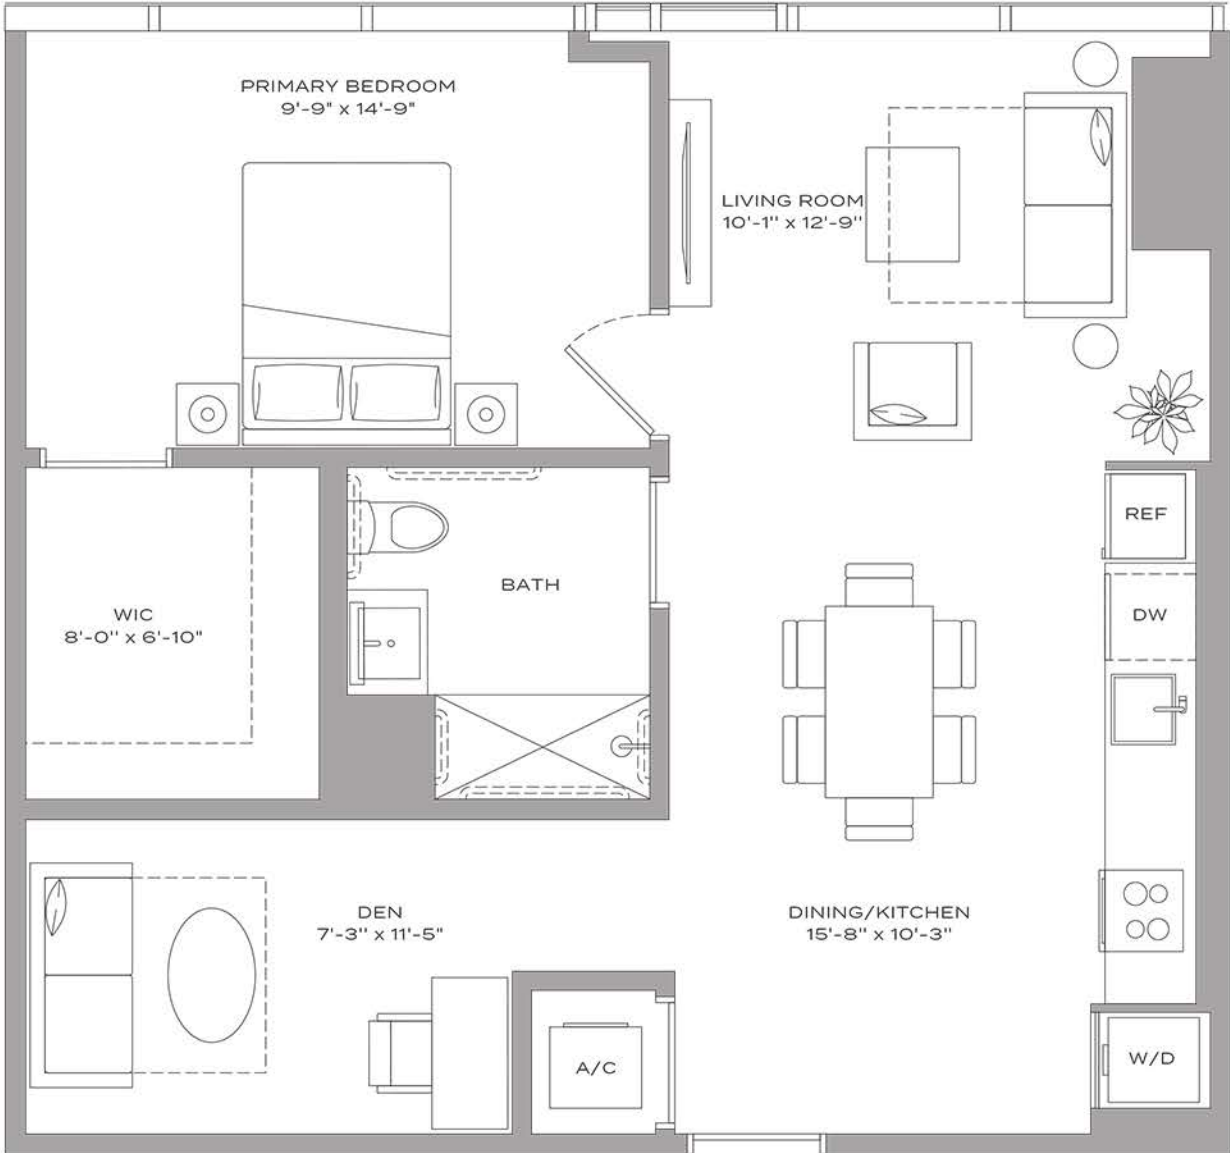 PRIMARY BEDROOM
9'-9" x 14'-9"
LIVING ROOM
10'-1'' x 12'-9''
REF
BATH
WIC
8'-0'' x 6'-10"
DW
DEN
7'-3'' x 11'-5"
DINING/KITCHEN
15'-8'' x 10'-3''
A/C
W/D